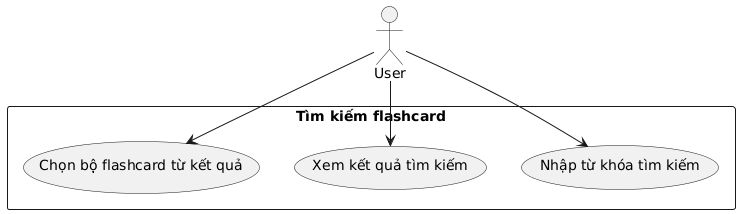 User
Tìm kiếm flashcard
Chọn bộ flashcard từ kết quả
Xem kết quả tìm kiếm
Nhập từ khóa tìm kiếm